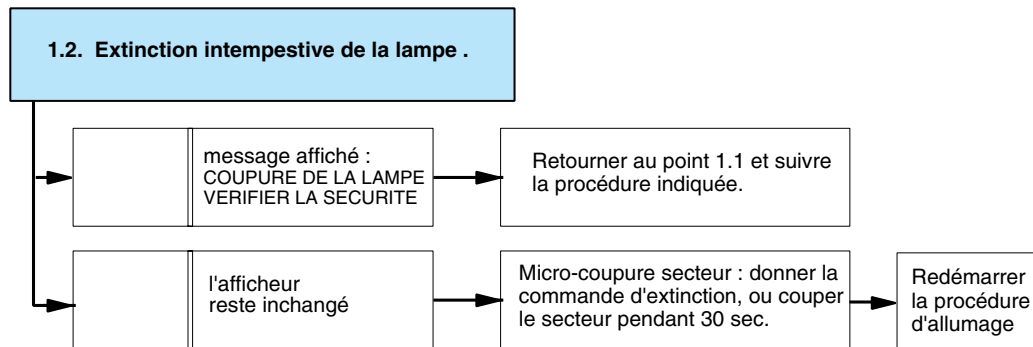 1.2. Extinction intempestive de la lampe .
message affiché :
COUPURE DE LA LAMPE
VERIFIER LA SECURITE
Retourner au point 1.1 et suivre
la procédure indiquée.
l'afficheur
reste inchangé
Micro-coupure secteur : donner la
commande d'extinction, ou couper
le secteur pendant 30 sec.
Redémarrer
la procédure
d'allumage